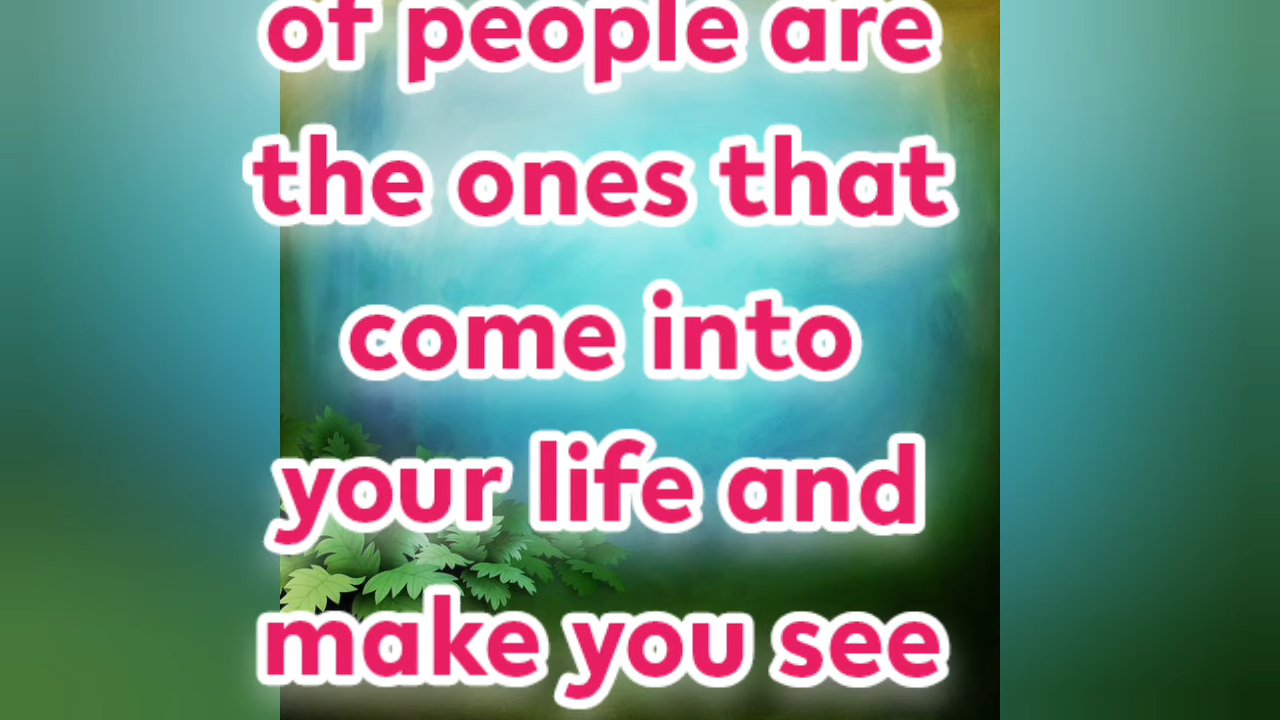 of people are
the ones that
come into
your life and
make you see